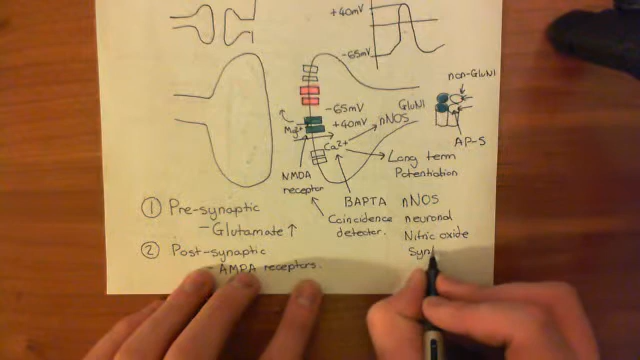 +40mV
-65mV
non-GluN1
GluN1
AP-5
-65mV
+40mV
nNOS
Mg2+
Ca2+
Long term
Potentiation
NMDA
receptor
BAPTA
Coincidence
detector.
nNOS
neuronal
Nitric oxide
Syn
① Pre-synaptic
- Glutamate ↑
② Post-synaptic
- AMPA receptors.